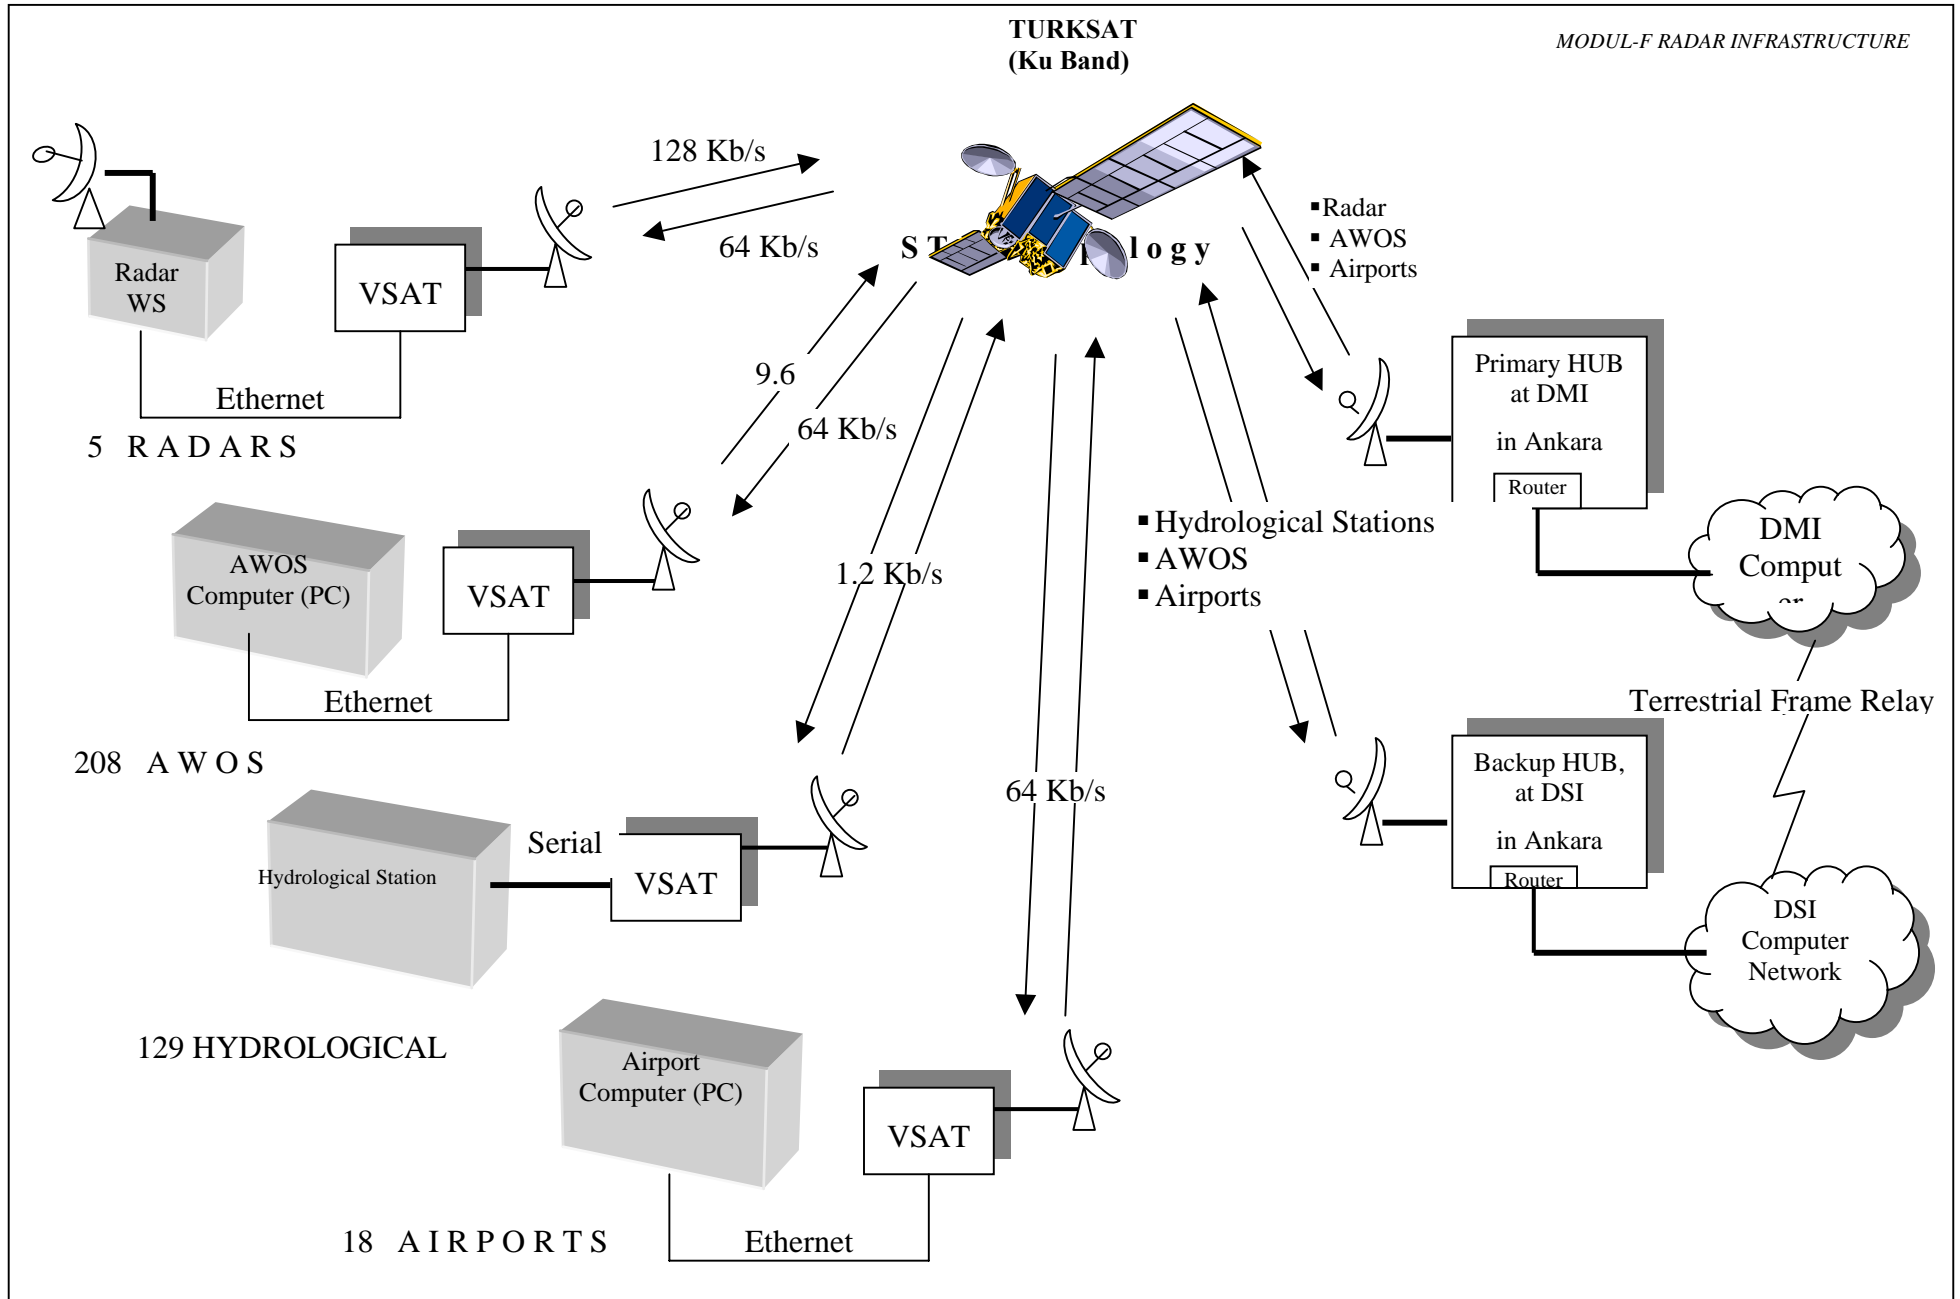 TURKSAT
(Ku Band)
MODUL-F RADAR INFRASTRUCTURE
128 Kb/s
64 Kb/s
Radar
WS
VSAT
Ethernet
5 R A D A R S
▪Radar
▪ AWOS
▪ Airports
9.6
64 Kb/s
Primary HUB
at DMI
in Ankara
Router
AWOS
Computer (PC)
VSAT
Ethernet
208 A W O S
1.2 Kb/s
▪Hydrological Stations
▪AWOS
▪Airports
DMI
Comput
Terrestrial Frame Relay
Hydrological Station
Serial
VSAT
129 HYDROLOGICAL
64 Kb/s
Backup HUB,
at DSI
in Ankara
Router
DSI
Computer
Network
Airport
Computer (PC)
VSAT
Ethernet
18 A I R P O R T S